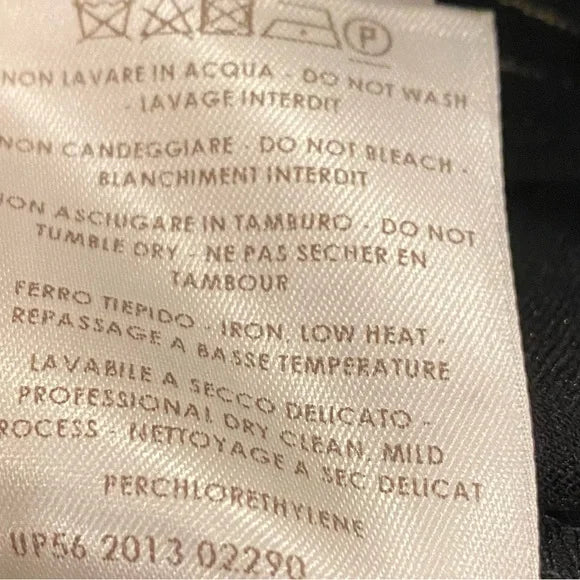 P
NON LAVARE IN ACQUA - DO NOT WASH
- LAVAGE INTERDIT
NON CANDEGGIARE - DO NOT BLEACH -
BLANCHIMENT INTERDIT
NON ASCIUGARE IN TAMBURO - DO NOT
TUMBLE DRY - NE PAS SECHER EN
TAMBOUR
FERRO TIEPIDO - IRON, LOW HEAT -
REPASSAGE A BASSE TEMPERATURE
LAVABILE A SECCO DELICATO -
PROFESSIONAL DRY CLEAN, MILD
ROCESS - NETTOYAGE A SEC DELICAT
PERCHLORETHYLENE
UP56 2013 02290